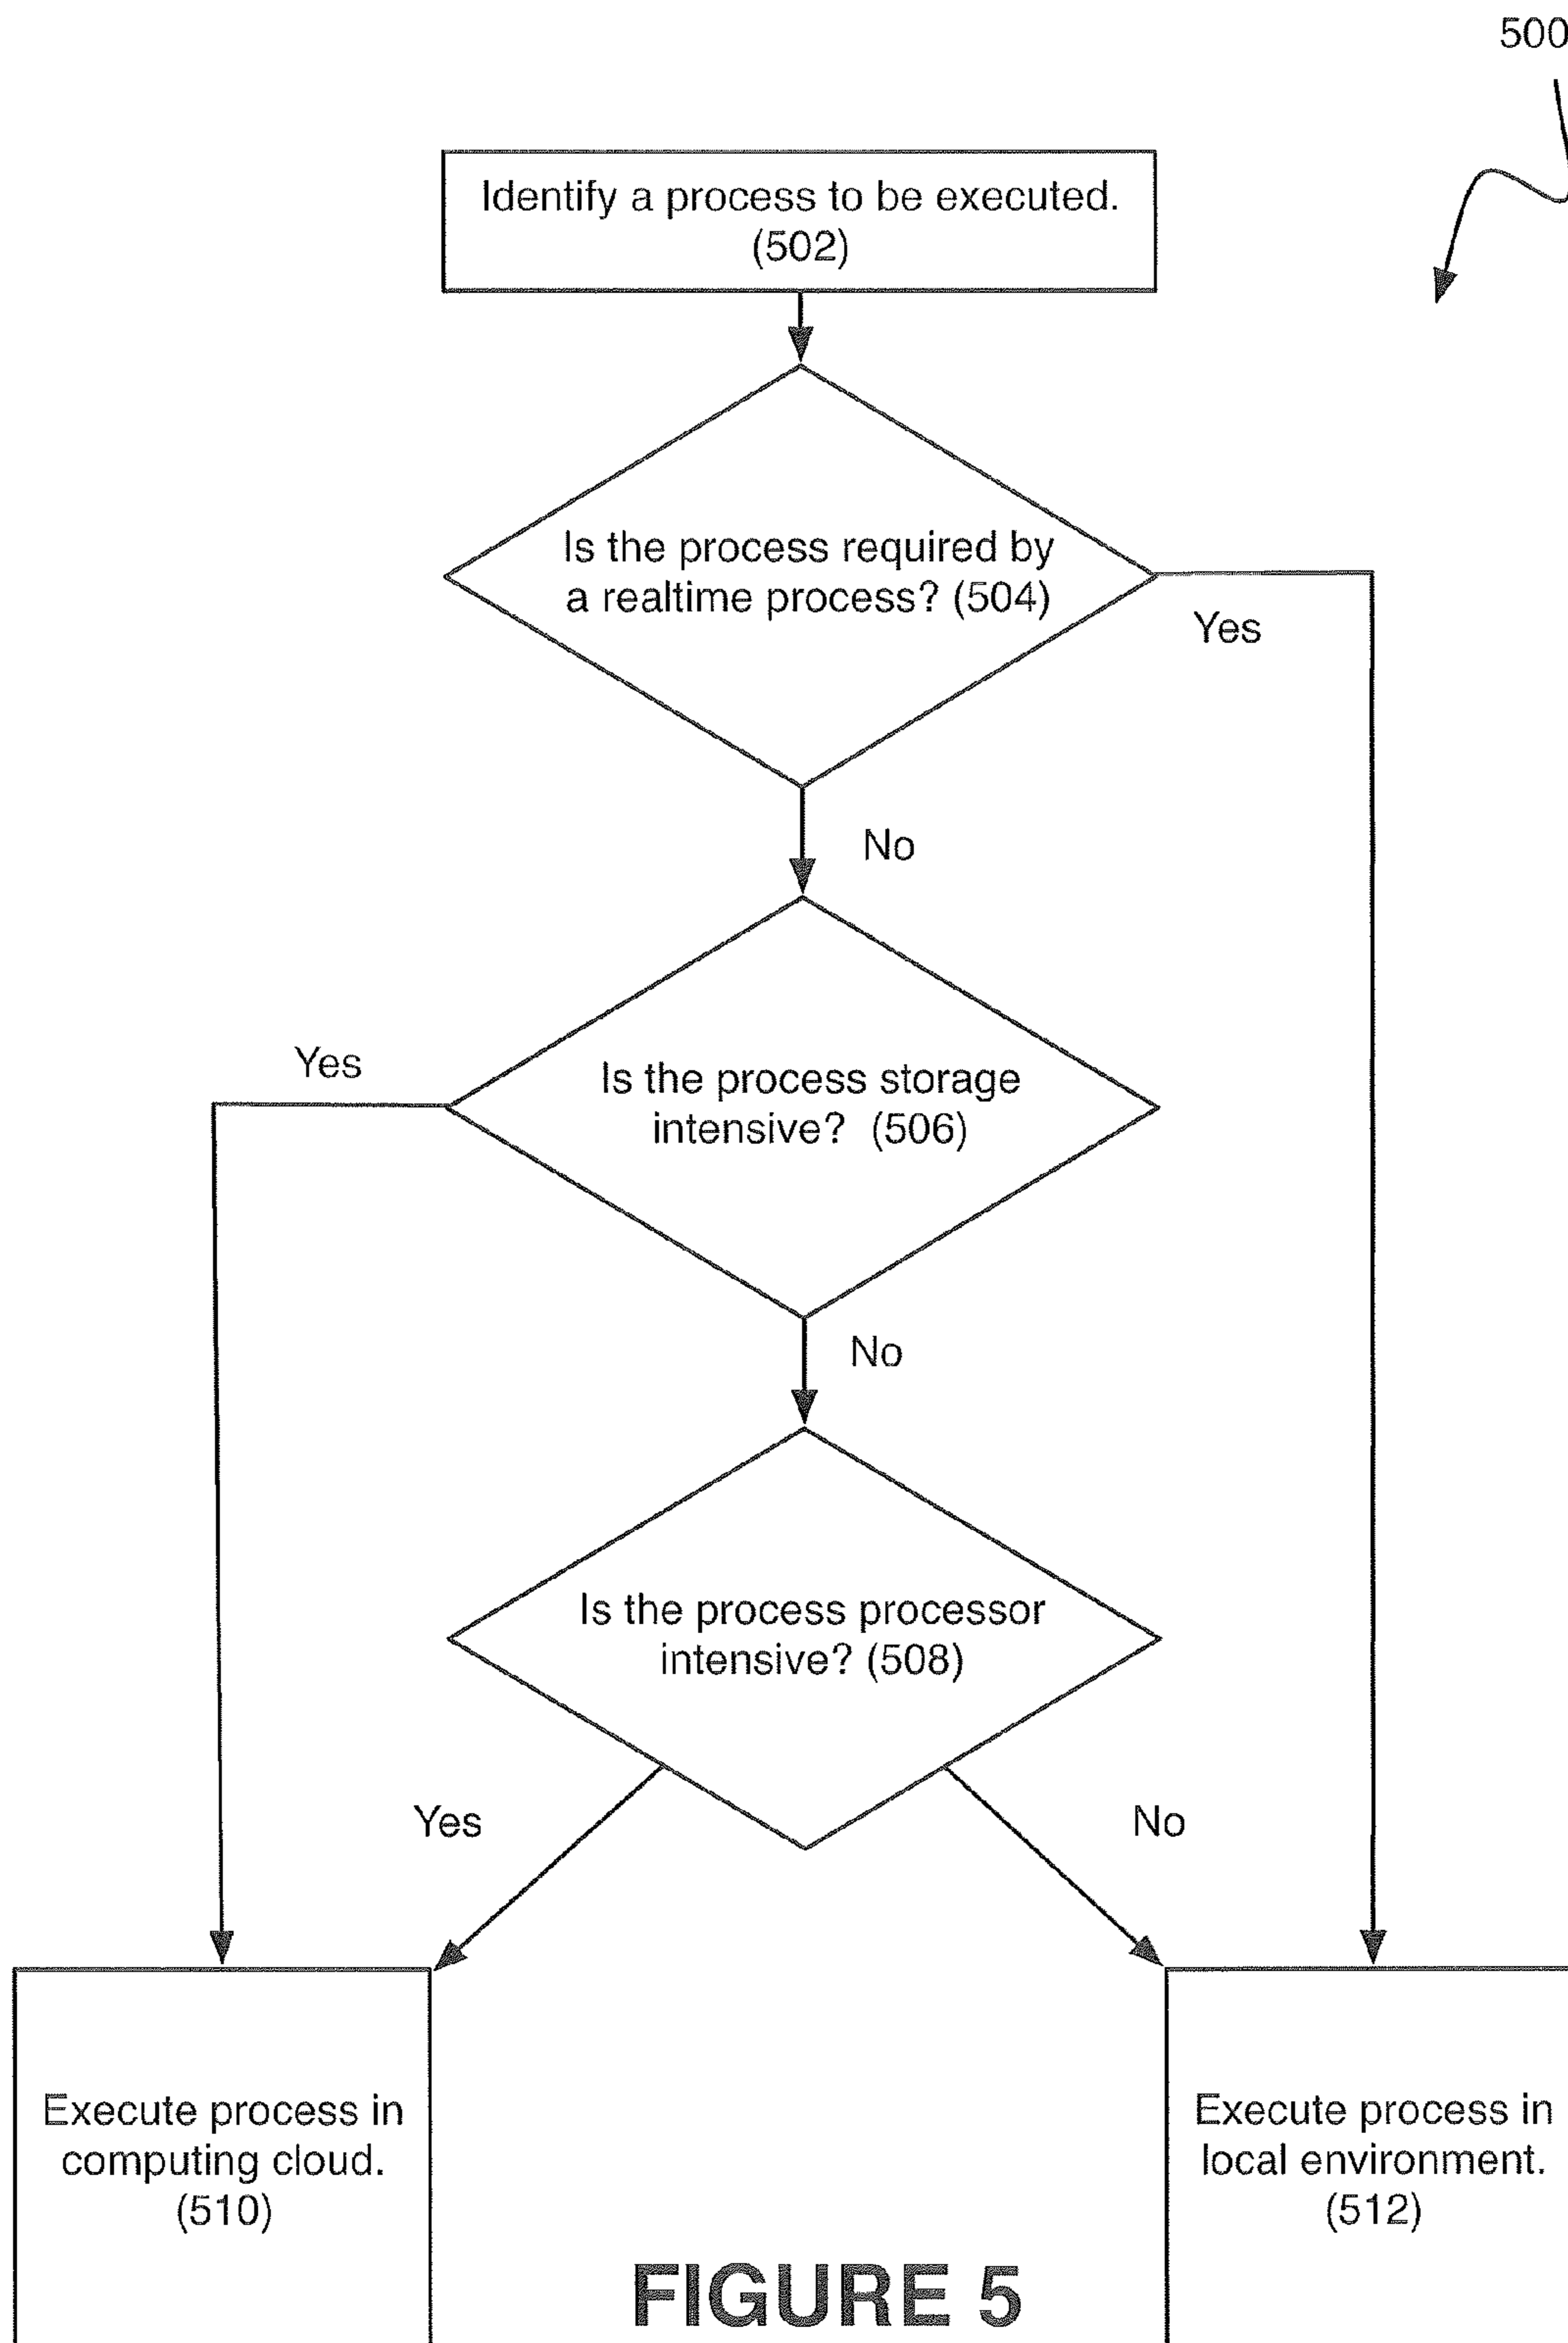 500
Identify a process to be executed.
(502)
Is the process required by
a realtime process? (504)
Yes
No
Yes
Is the process storage
intensive? (506)
No
Is the process processor
intensive? (508)
Yes
No
Execute process in
computing cloud.
(510)
Execute process in
local environment.
(512)
FIGURE 5